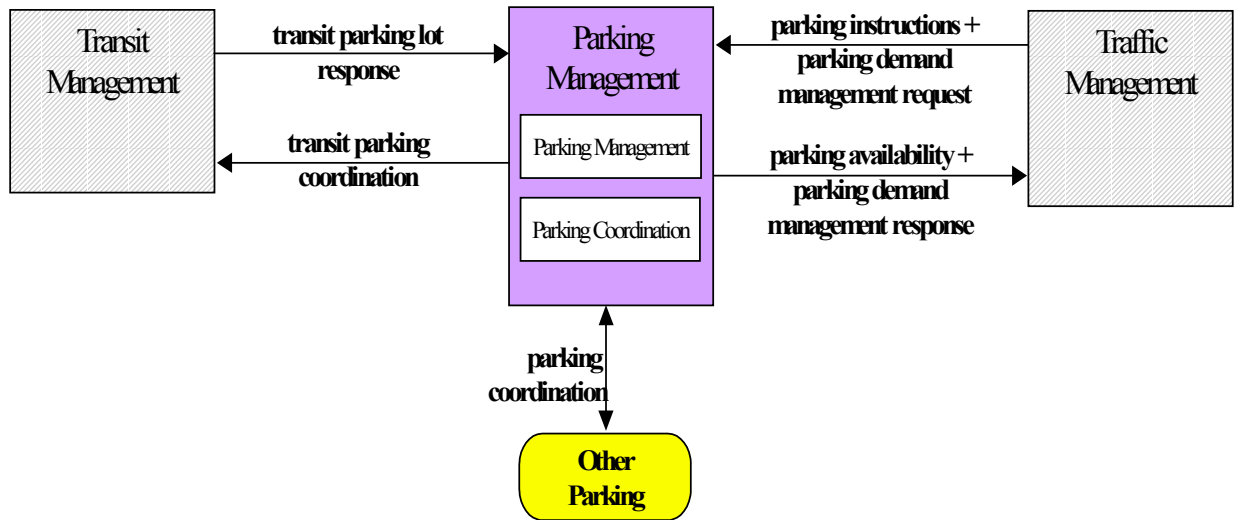 Transit
Management
transit parking lot
response
transit parking
coordination
Parking
Management
Parking Management
Parking Coordination
parking instructions +
parking demand
management request
parking availability +
parking demand
management response
Traffic
Management
parking
coordination
Other
Parking